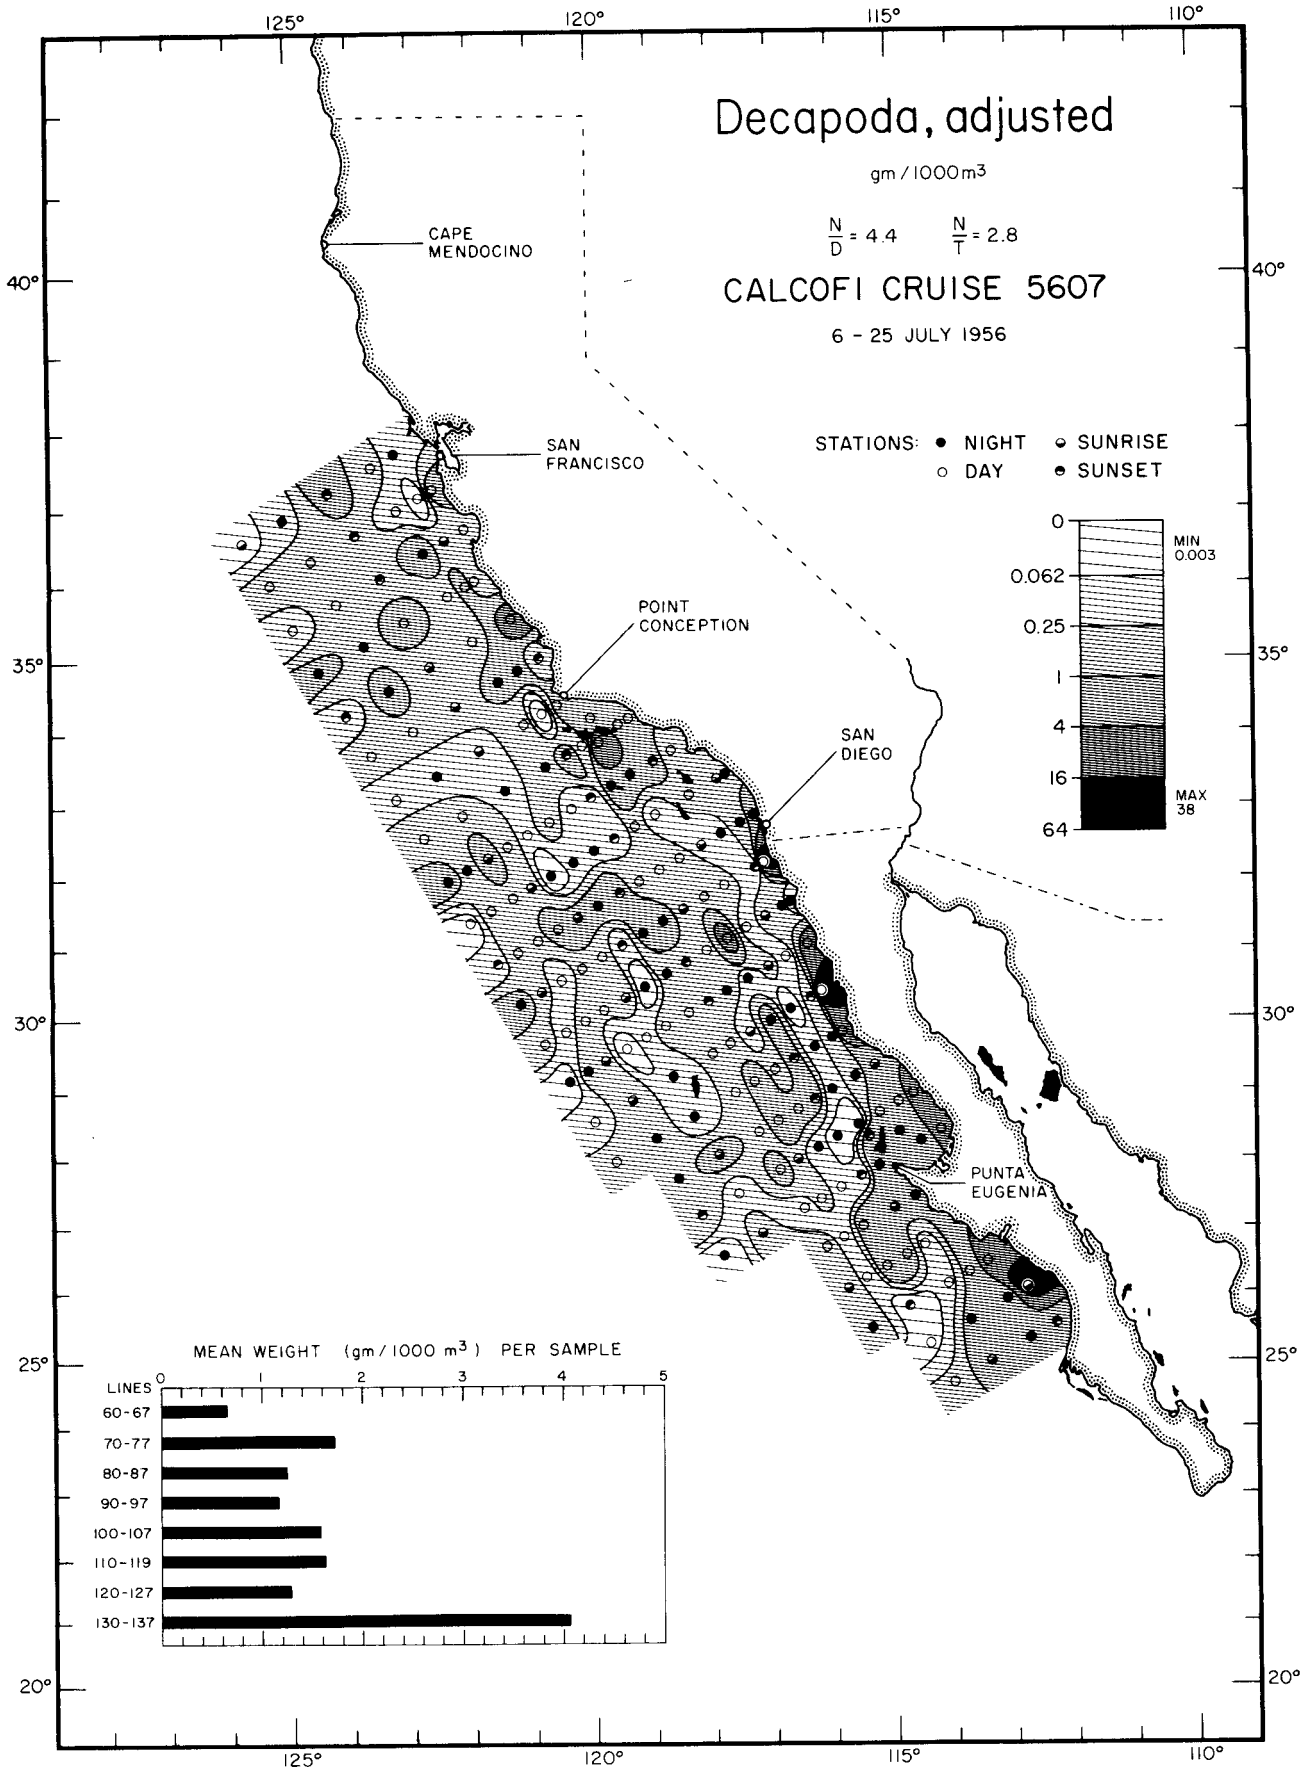 125°
120°
115°
110°
Decapoda, adjusted
gm/1000m³
N/D = 4.4 N/T = 2.8
CALCOFI CRUISE 5607
6 - 25 JULY 1956
CAPE
MENDOCINO
40°
40°
STATIONS: ● NIGHT ◒ SUNRISE
○ DAY ◓ SUNSET
SAN
FRANCISCO
0
MIN
0.003
0.062
0.25
1
4
16
MAX
38
64
POINT
CONCEPTION
35°
35°
SAN
DIEGO
30°
30°
PUNTA
EUGENIA
25°
25°
MEAN WEIGHT (gm/1000 m³) PER SAMPLE
LINES 0 1 2 3 4 5
60-67
70-77
80-87
90-97
100-107
110-119
120-127
130-137
20°
20°
125°
120°
115°
110°